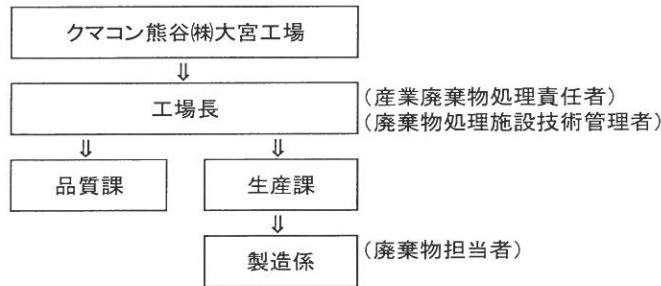 クマコン熊谷㈱大宮工場
⇓
工場長
(産業廃棄物処理責任者)
(廃棄物処理施設技術管理者)
⇓ ⇓
品質課 生産課
⇓
製造係 (廃棄物担当者)